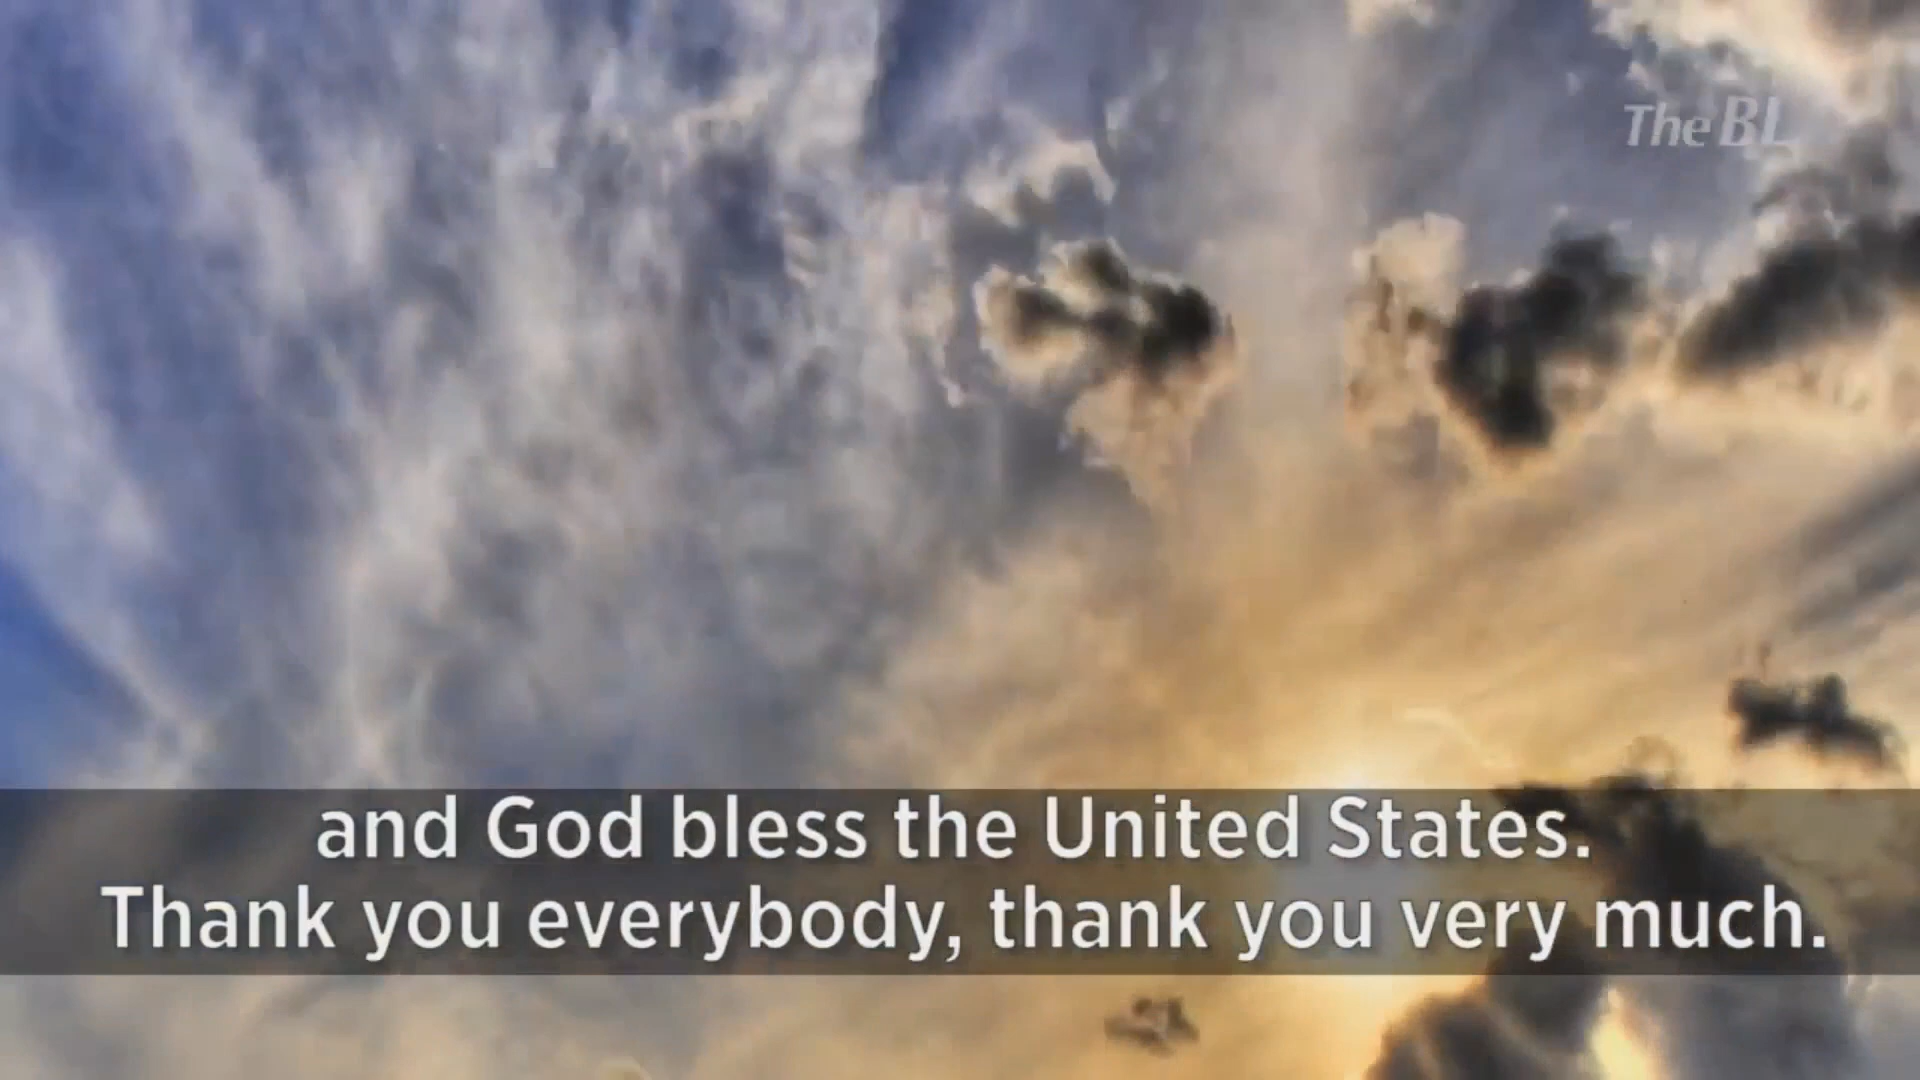 The BL
and God bless the United States.
Thank you everybody, thank you very much.